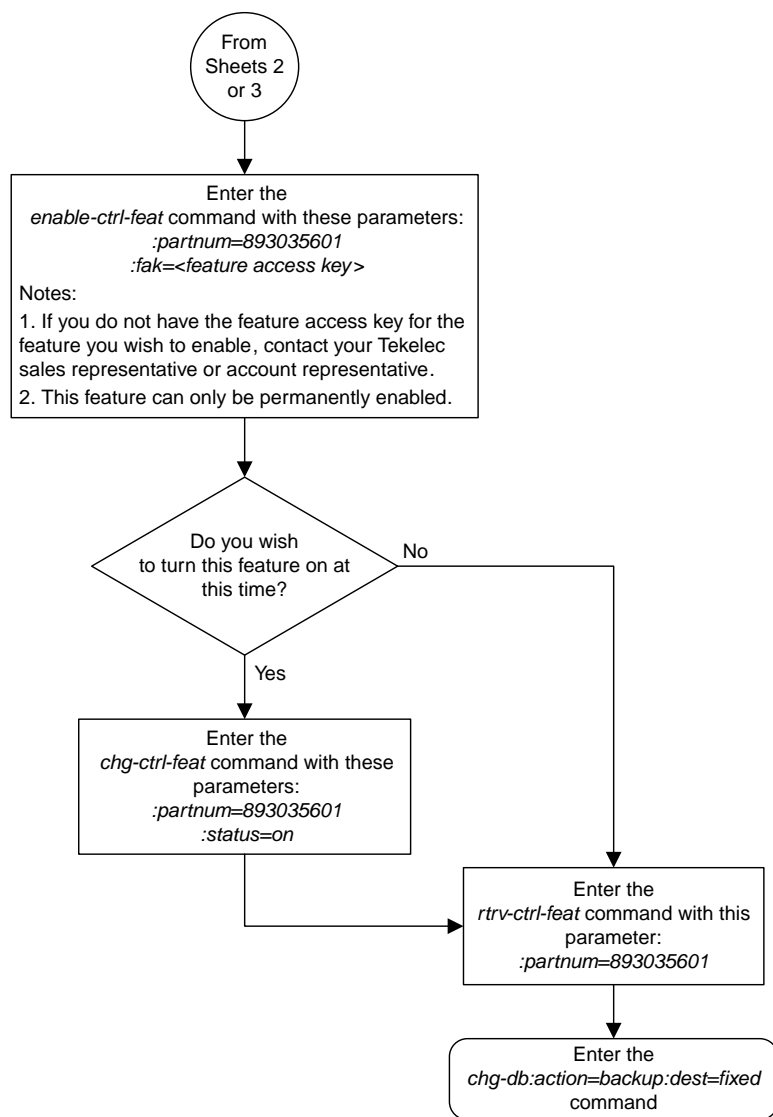 From
Sheets 2
or 3
Enter the
enable-ctrl-feat command with these parameters:
:partnum=893035601
:fak=<feature access key>
Notes:
1. If you do not have the feature access key for the
feature you wish to enable, contact your Tekelec
sales representative or account representative.
2. This feature can only be permanently enabled.
Do you wish
to turn this feature on at
this time?
No
Yes
Enter the
chg-ctrl-feat command with these
parameters:
:partnum=893035601
:status=on
Enter the
rtrv-ctrl-feat command with this
parameter:
:partnum=893035601
Enter the
chg-db:action=backup:dest=fixed
command